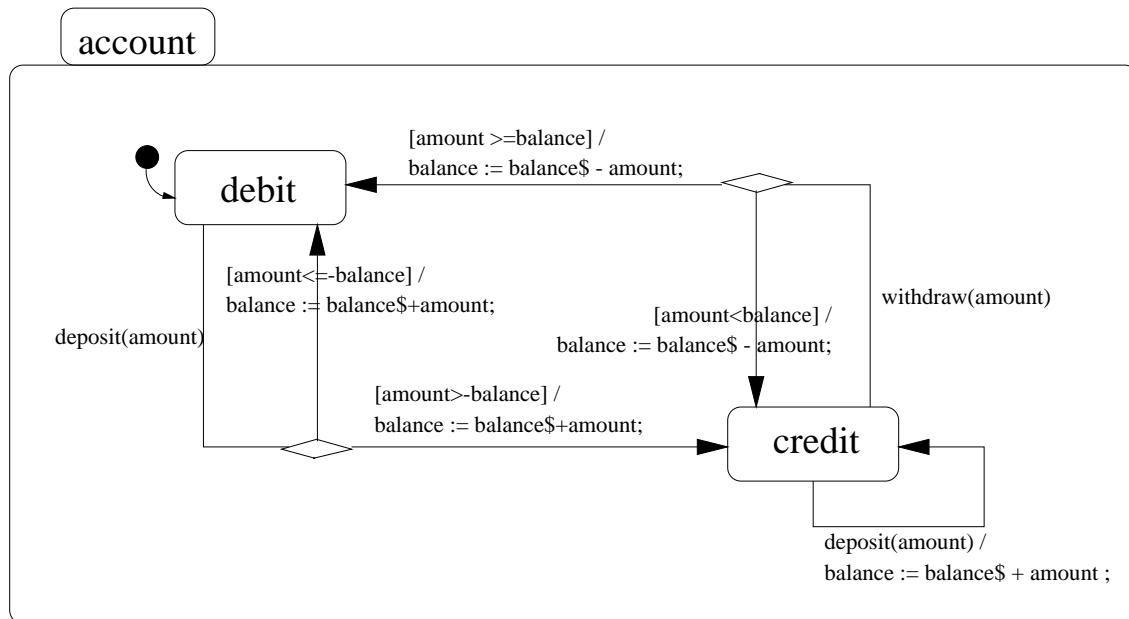 account
[amount >=balance] /
balance := balance$ - amount;
debit
[amount<=-balance] /
balance := balance$+amount;
deposit(amount)
withdraw(amount)
[amount<balance] /
balance := balance$ - amount;
[amount>-balance] /
balance := balance$+amount;
credit
deposit(amount) /
balance := balance$ + amount ;